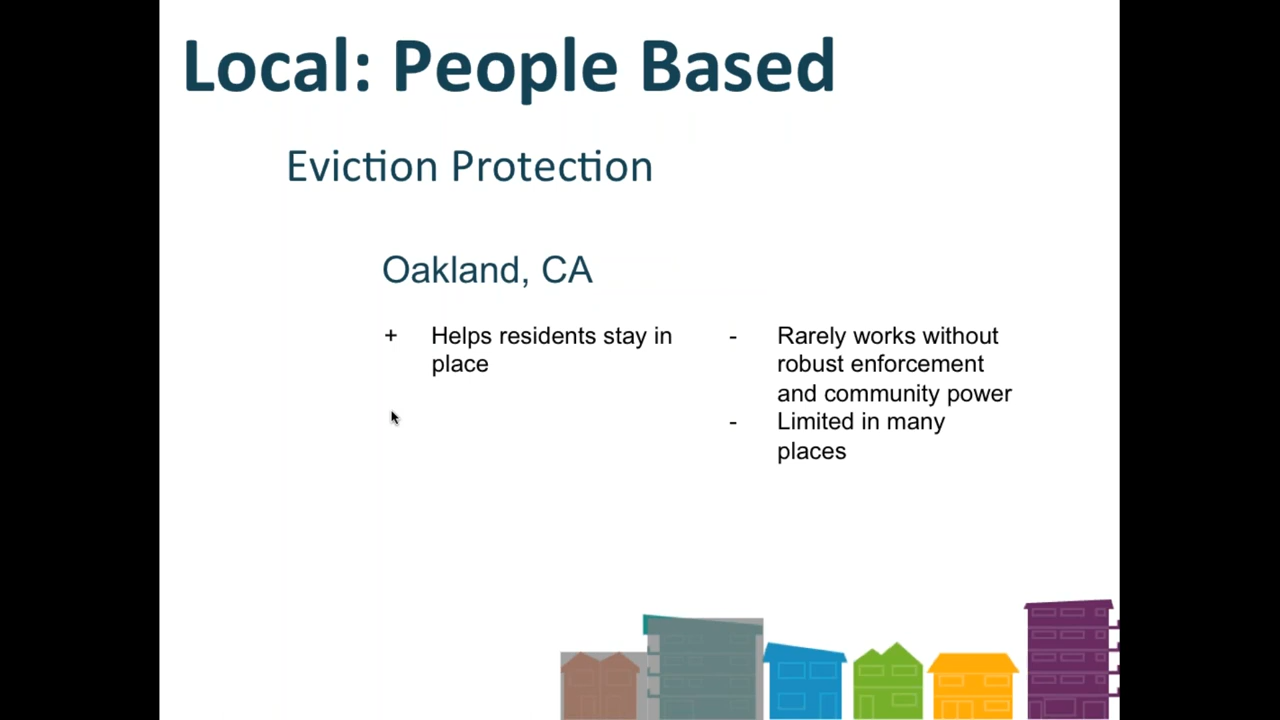 Local: People Based
Eviction Protection
Oakland, CA
+ Helps residents stay in
place
- Rarely works without
robust enforcement
and community power
- Limited in many
places